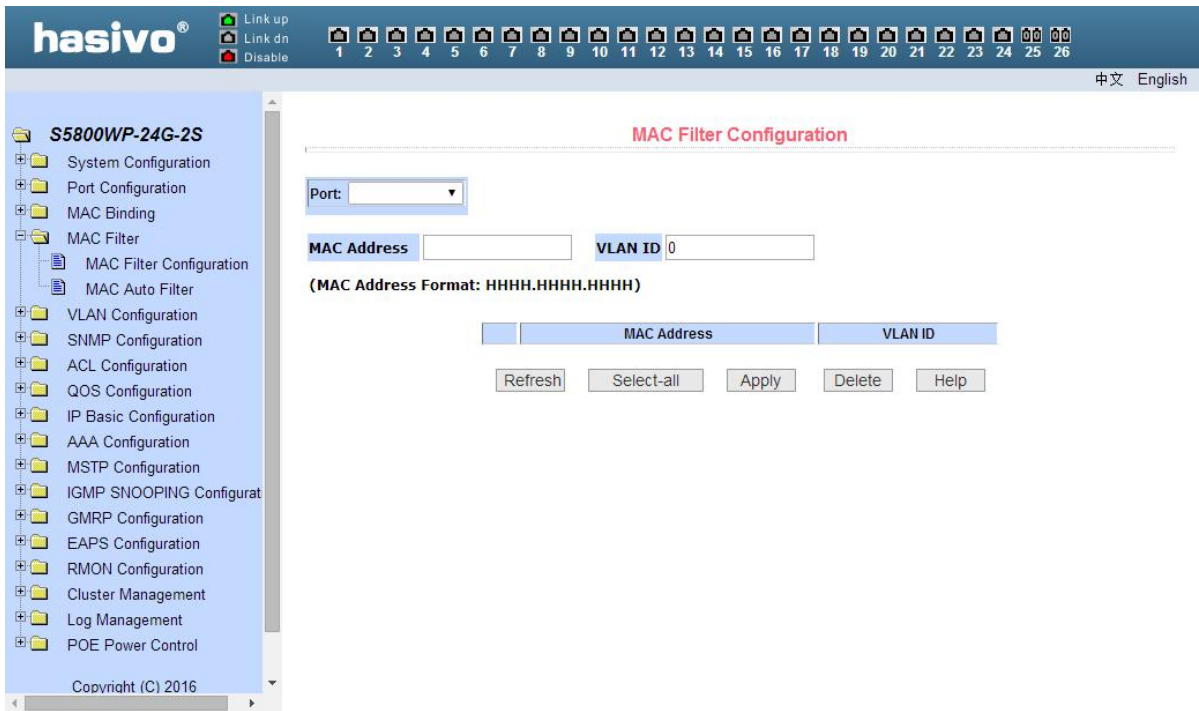 hasivo®
Link up
Link dn
Disable
1 2 3 4 5 6 7 8 9 10 11 12 13 14 15 16 17 18 19 20 21 22 23 24 25 26
中文 English
S5800WP-24G-2S
System Configuration
Port Configuration
MAC Binding
MAC Filter
MAC Filter Configuration
MAC Auto Filter
VLAN Configuration
SNMP Configuration
ACL Configuration
QOS Configuration
IP Basic Configuration
AAA Configuration
MSTP Configuration
IGMP SNOOPING Configurat
GMRP Configuration
EAPS Configuration
RMON Configuration
Cluster Management
Log Management
POE Power Control
Copyright (C) 2016
MAC Filter Configuration
Port:
MAC Address VLAN ID 0
(MAC Address Format: HHHH.HHHH.HHHH)
MAC Address VLAN ID
Refresh Select-all Apply Delete Help